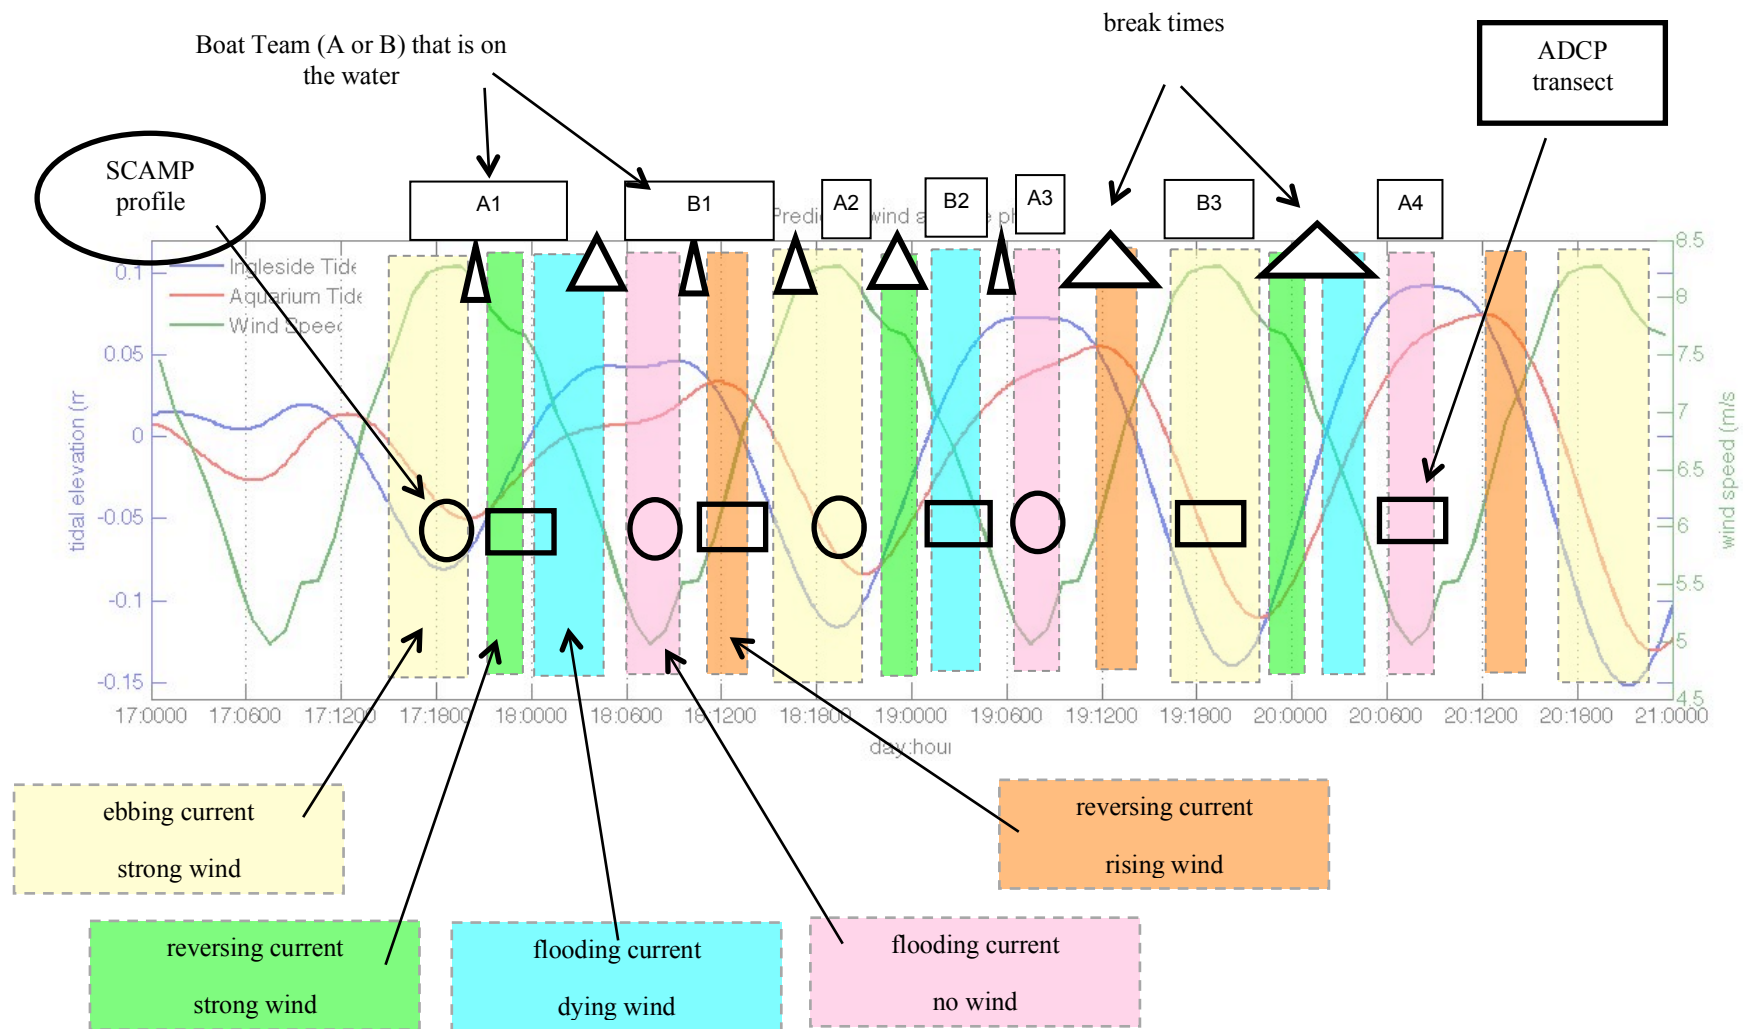 Boat Team (A or B) that is on
the water
break times
ADCP
transect
SCAMP
profile
A1
B1
A2
B2
A3
B3
A4
Ingleside Tide
Aquarium Tide
Wind Speed
0.1
0.05
0
-0.05
-0.1
-0.15
tidal elevation (m
8.5
8
7.5
7
6.5
6
5.5
5
4.5
wind speed (m/s
17:0000
17:0600
17:1200
17:1800
18:0000
18:0600
18:1200
18:1800
19:0000
19:0600
19:1200
19:1800
20:0000
20:0600
20:1200
20:1800
21:0000
day:hour
ebbing current
strong wind
reversing current
rising wind
reversing current
strong wind
flooding current
dying wind
flooding current
no wind